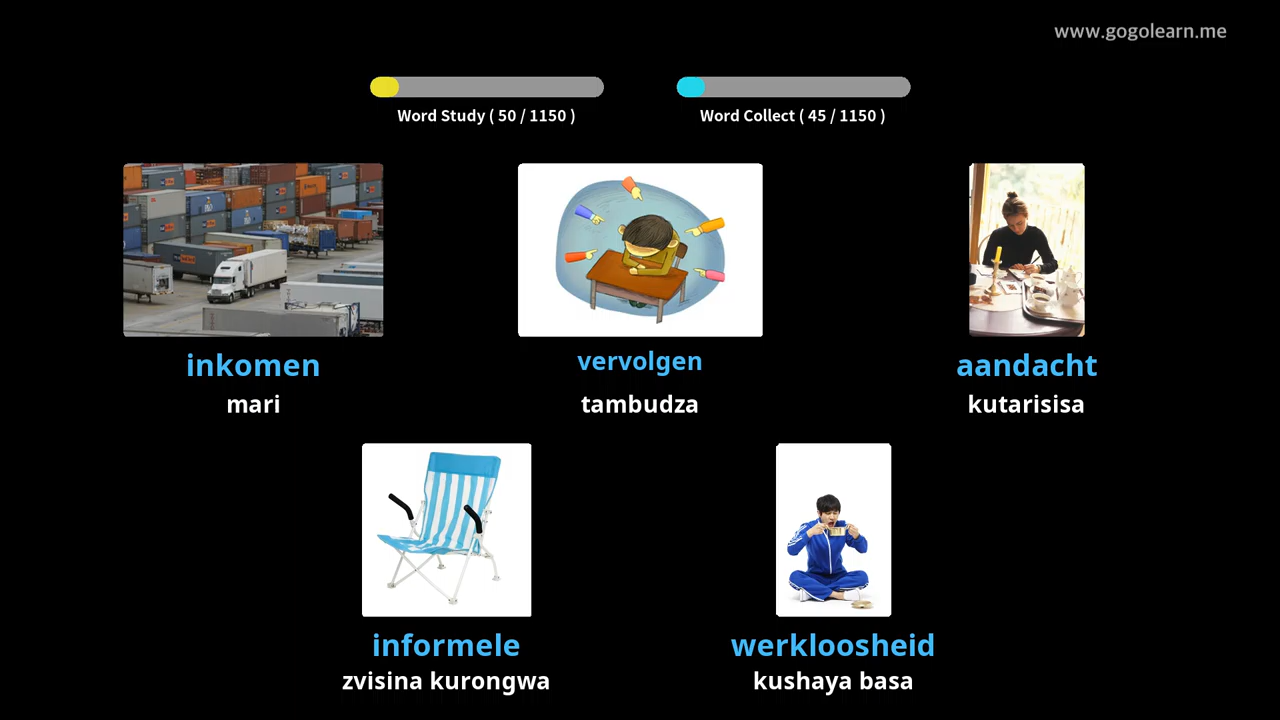 www.gogolearn.me
Word Study ( 50 / 1150 )
Word Collect ( 45 / 1150 )
inkomen
mari
vervolgen
tambudza
aandacht
kutarisisa
informele
zvisina kurongwa
werkloosheid
kushaya basa